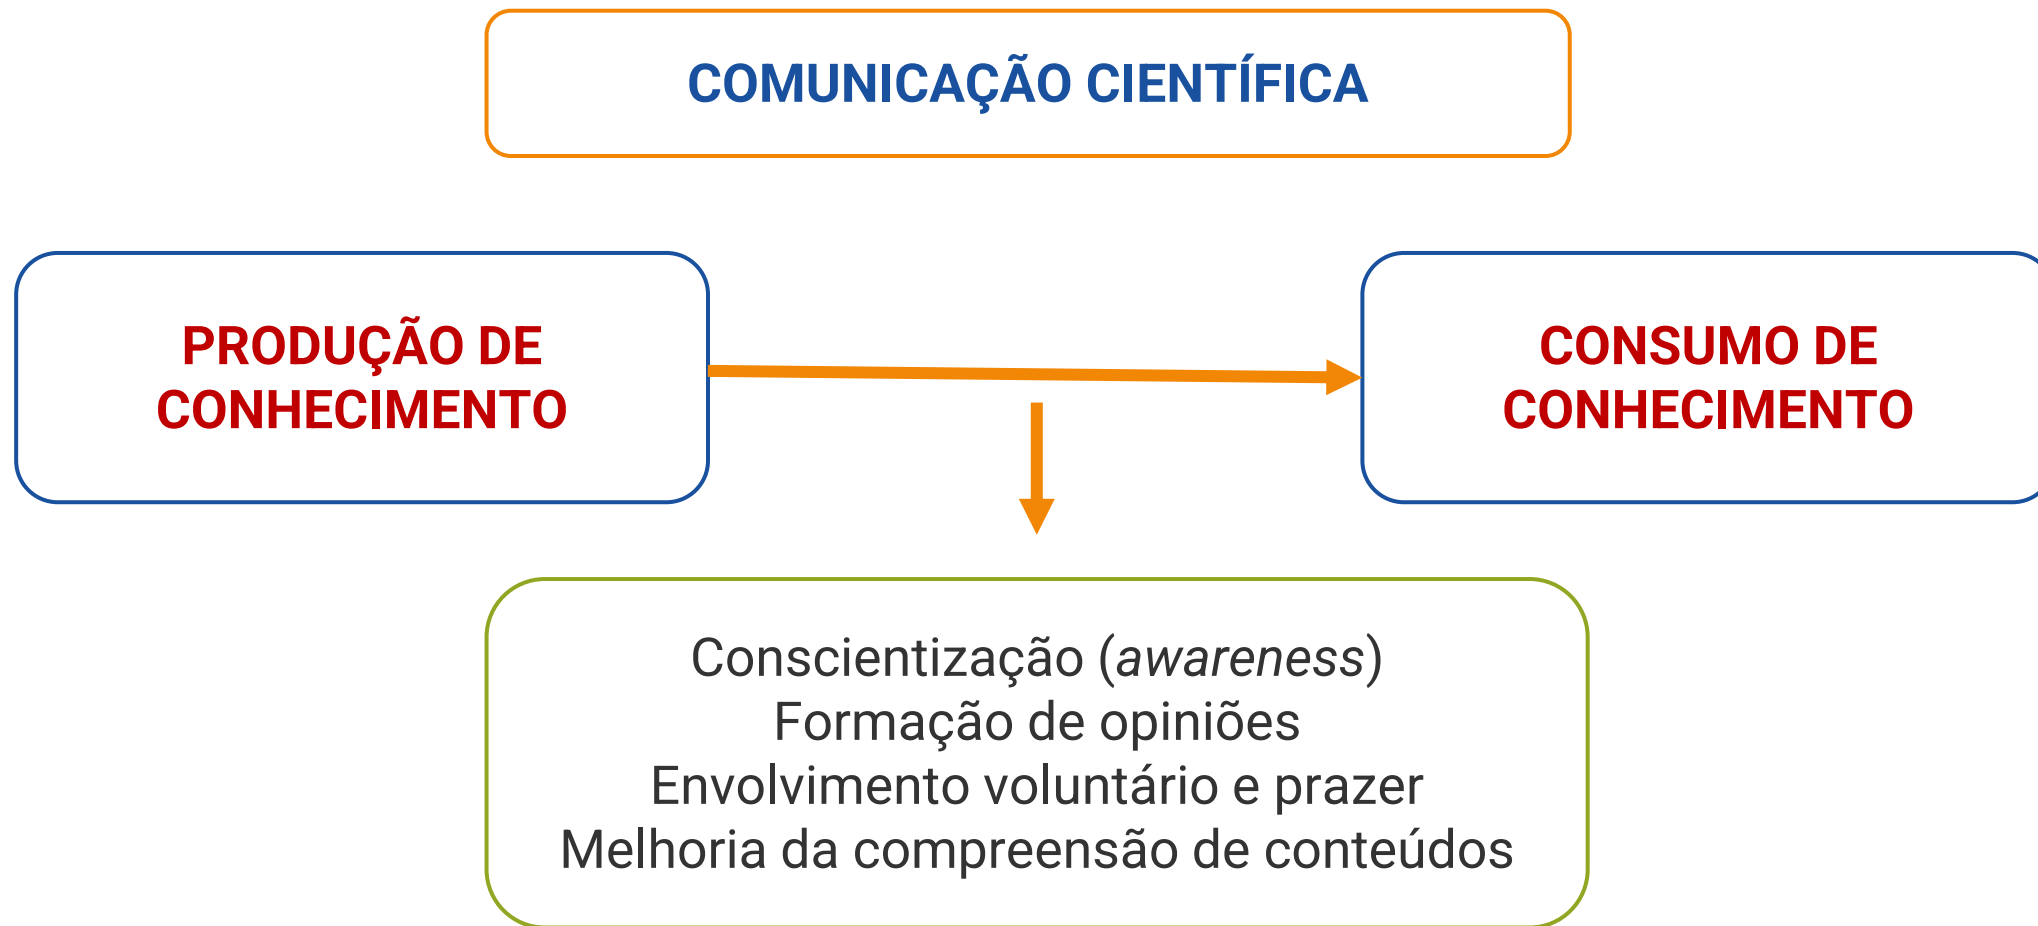 COMUNICAÇÃO CIENTÍFICA
PRODUÇÃO DE
CONHECIMENTO
CONSUMO DE
CONHECIMENTO
Conscientização (awareness)
Formação de opiniões
Envolvimento voluntário e prazer
Melhoria da compreensão de conteúdos